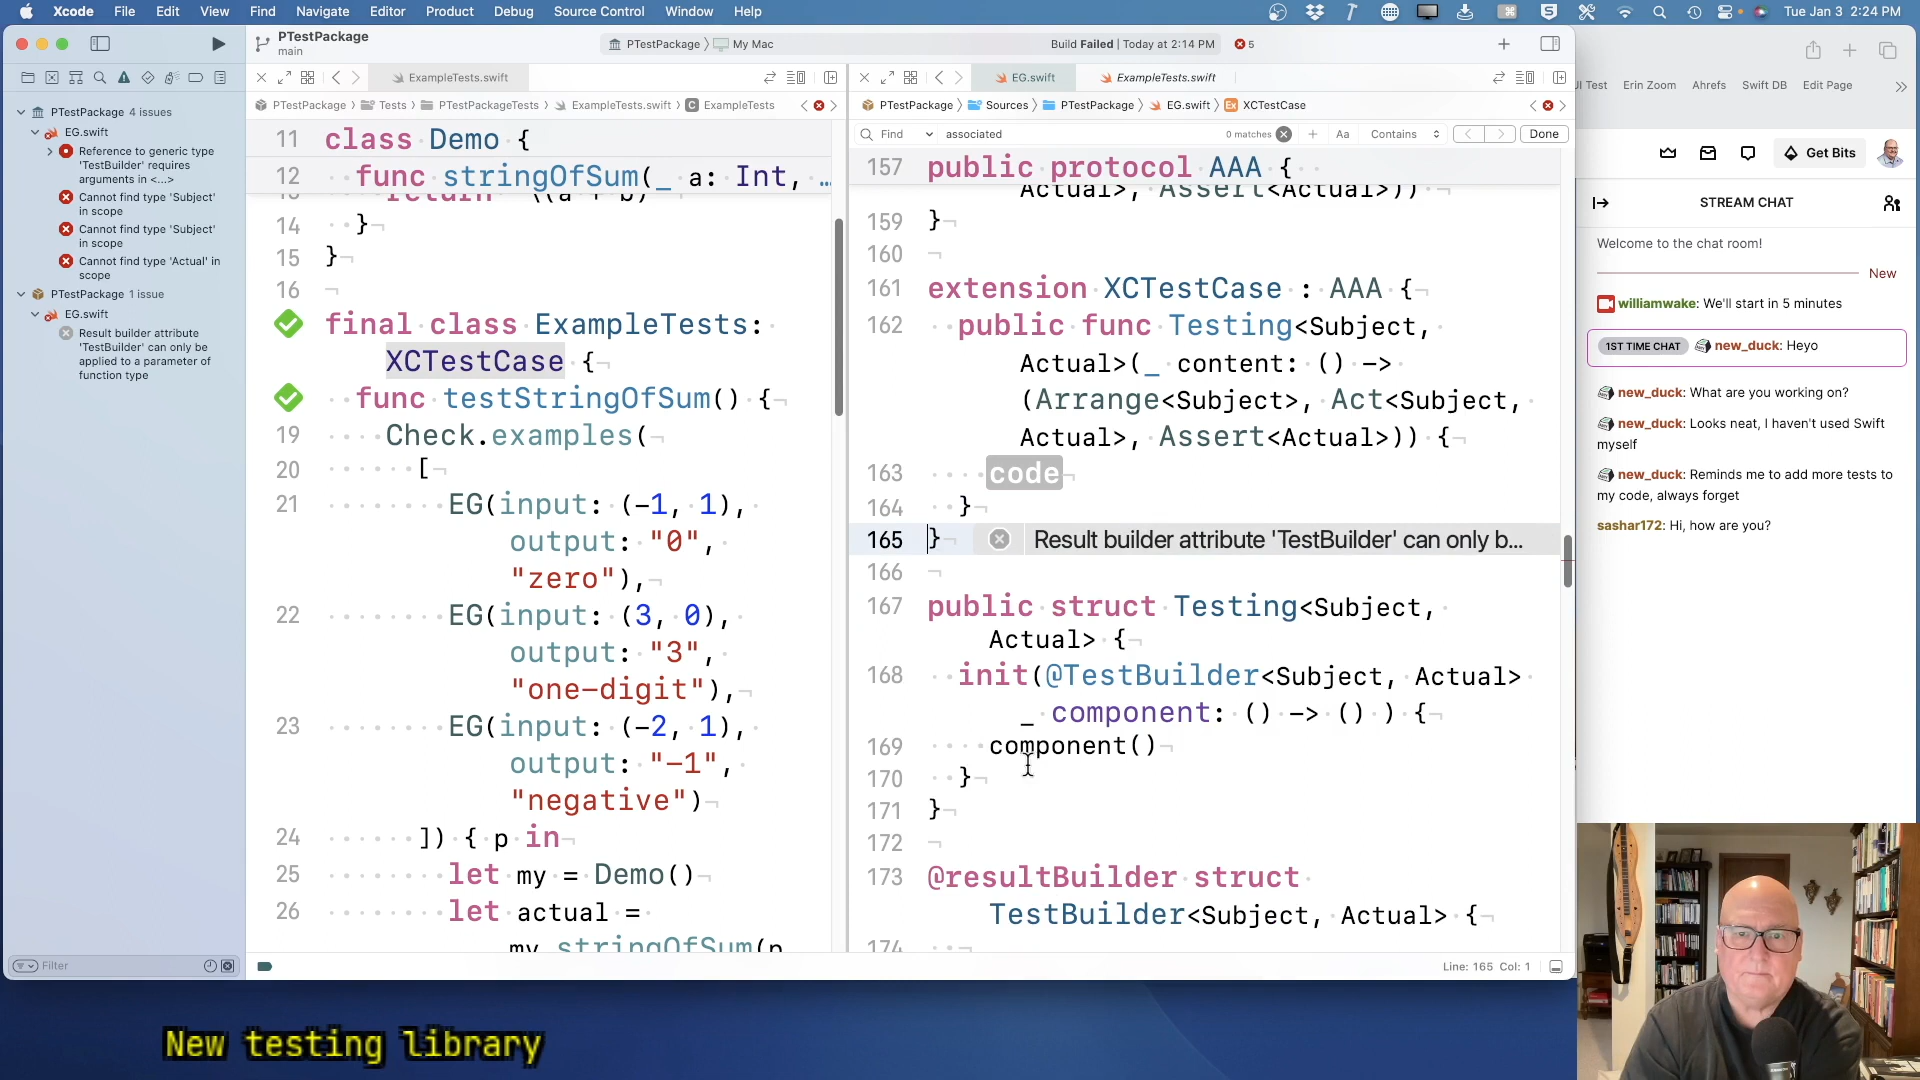 Xcode File Edit View Find Navigate Editor Product Debug Source Control Window Help
Tue Jan 3 2:24 PM
PTestPackage
main
PTestPackage My Mac
Build Failed | Today at 2:14 PM
5
ExampleTests.swift
EG.swift
ExampleTests.swift
PTestPackage Tests PTestPackageTests ExampleTests.swift C ExampleTests
PTestPackage Sources PTestPackage EG.swift Ex XCTestCase
PTestPackage 4 issues
EG.swift
Reference to generic type
'TestBuilder' requires
arguments in <...>
Cannot find type 'Subject'
in scope
Cannot find type 'Subject'
in scope
Cannot find type 'Actual' in
scope
PTestPackage 1 issue
EG.swift
Result builder attribute
'TestBuilder' can only be
applied to a parameter of
function type
Filter
11 class Demo {
12 func stringOfSum(_ a: Int, …
14 }
15 }
16
final class ExampleTests:
XCTestCase {
func testStringOfSum() {
19 Check.examples(
20 [
21 EG(input: (-1, 1),
output: "0",
"zero"),
22 EG(input: (3, 0),
output: "3",
"one-digit"),
23 EG(input: (-2, 1),
output: "-1",
"negative")
24 ]) { p in
25 let my = Demo()
26 let actual =
my.stringOfSum(p
Find associated 0 matches Aa Contains Done
157 public protocol AAA {
Actual>, Assert<Actual>))
159 }
160
161 extension XCTestCase : AAA {
162 public func Testing<Subject,
Actual>(_ content: () ->
(Arrange<Subject>, Act<Subject,
Actual>, Assert<Actual>)) {
163 code
164 }
165 } Result builder attribute 'TestBuilder' can only b...
166
167 public struct Testing<Subject,
Actual> {
168 init(@TestBuilder<Subject, Actual>
_ component: () -> () ) {
169 component()
170 }
171 }
172
173 @resultBuilder struct
TestBuilder<Subject, Actual> {
174
Line: 165 Col: 1
UI Test Erin Zoom Ahrefs Swift DB Edit Page
Get Bits
STREAM CHAT
Welcome to the chat room!
New
williamwake: We'll start in 5 minutes
1ST TIME CHAT new_duck: Heyo
new_duck: What are you working on?
new_duck: Looks neat, I haven't used Swift
myself
new_duck: Reminds me to add more tests to
my code, always forget
sashar172: Hi, how are you?
New testing library